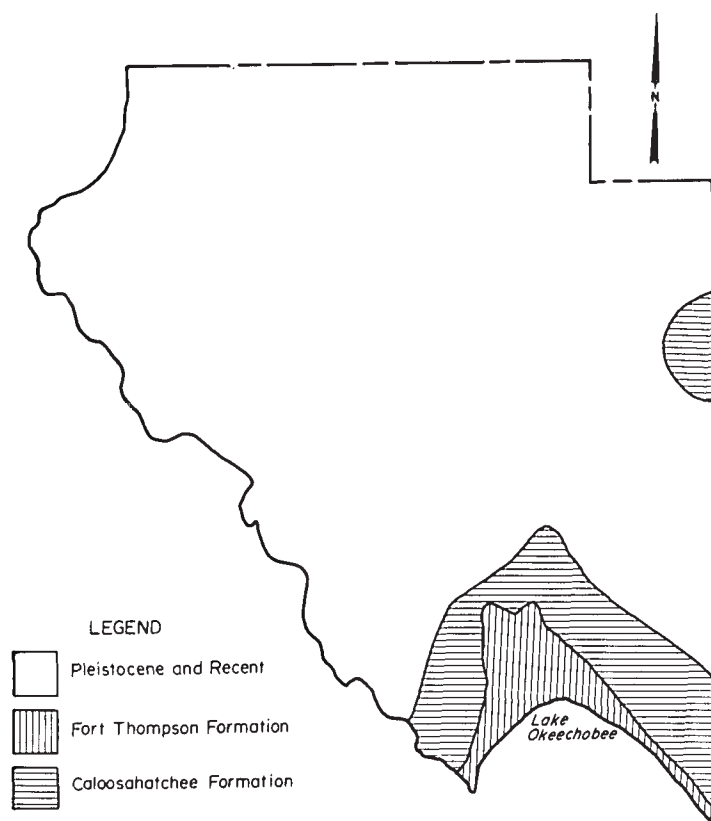 N
Lake
Okeechobee
LEGEND
Pleistocene and Recent
Fort Thompson Formation
Caloosahatchee Formation